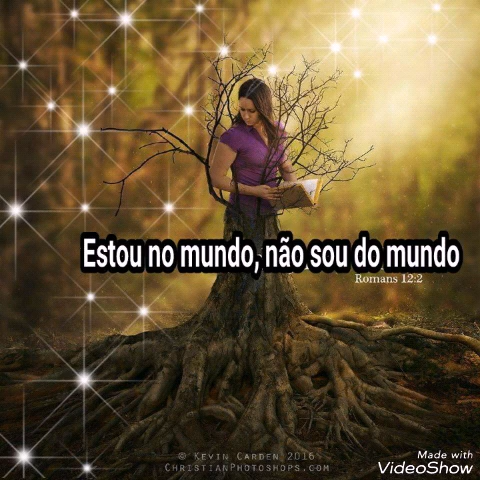 Estou no mundo, não sou do mundo
Romans 12:2
© Kevin Carden 2016
ChristianPhotoshops.com
Made with
VideoShow